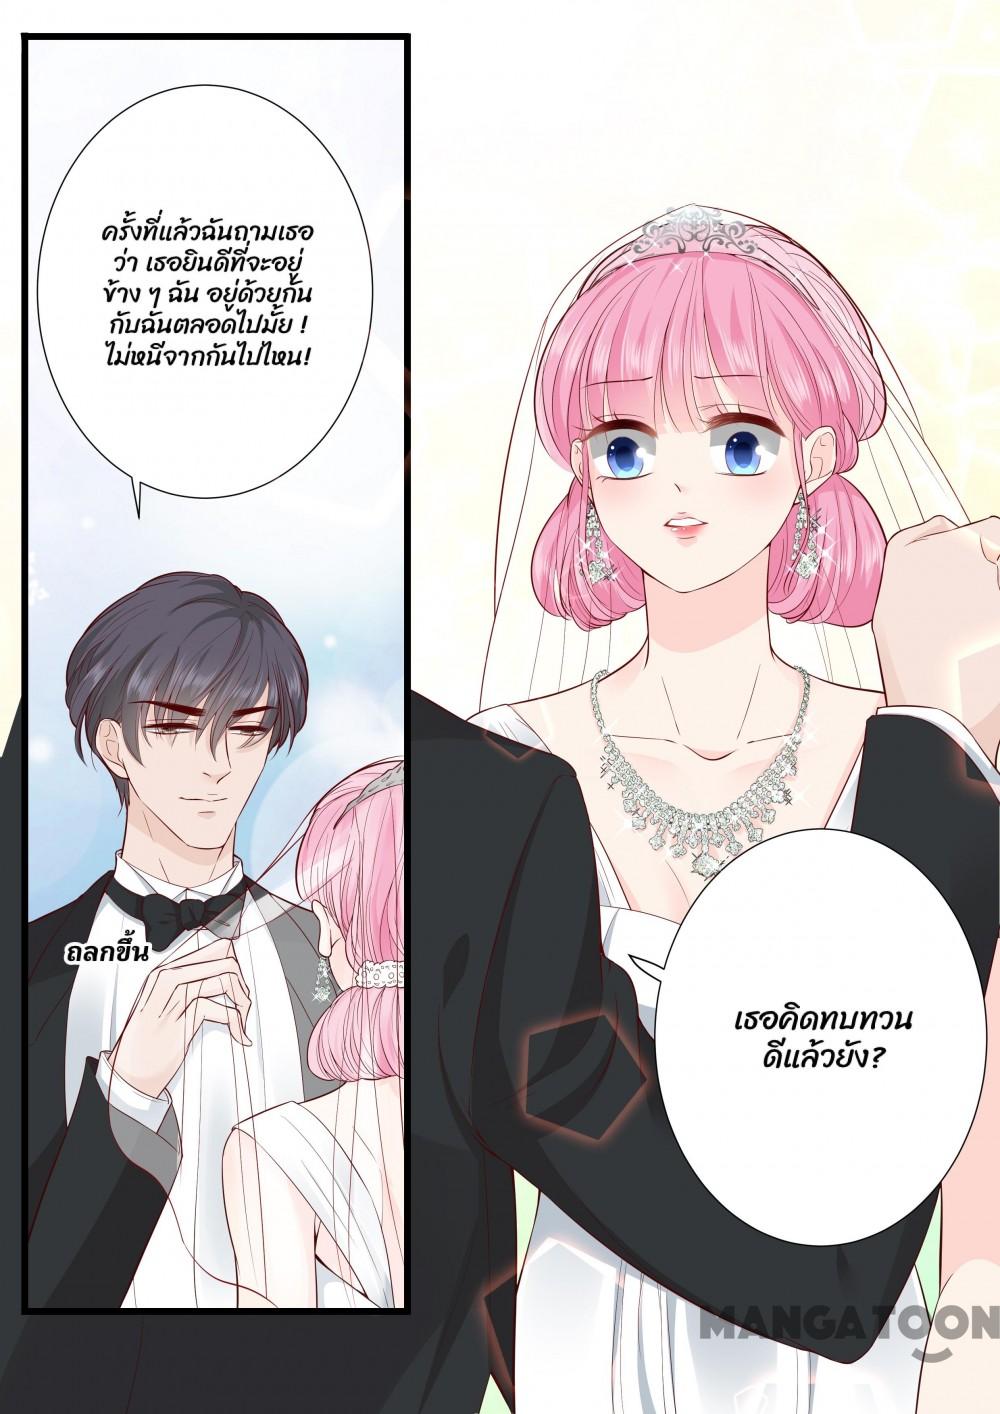 ครั้งที่แล้วฉันถามเธอ
ว่า เธอยินดีที่จะอยู่
ข้าง ๆ ฉัน อยู่ด้วยกัน
กับฉันตลอดไปมั้ย !
ไม่หนีจากกันไปไหน!
ถลกขึ้น
เธอคิดทบทวน
ดีแล้วยัง?
MANGATOON